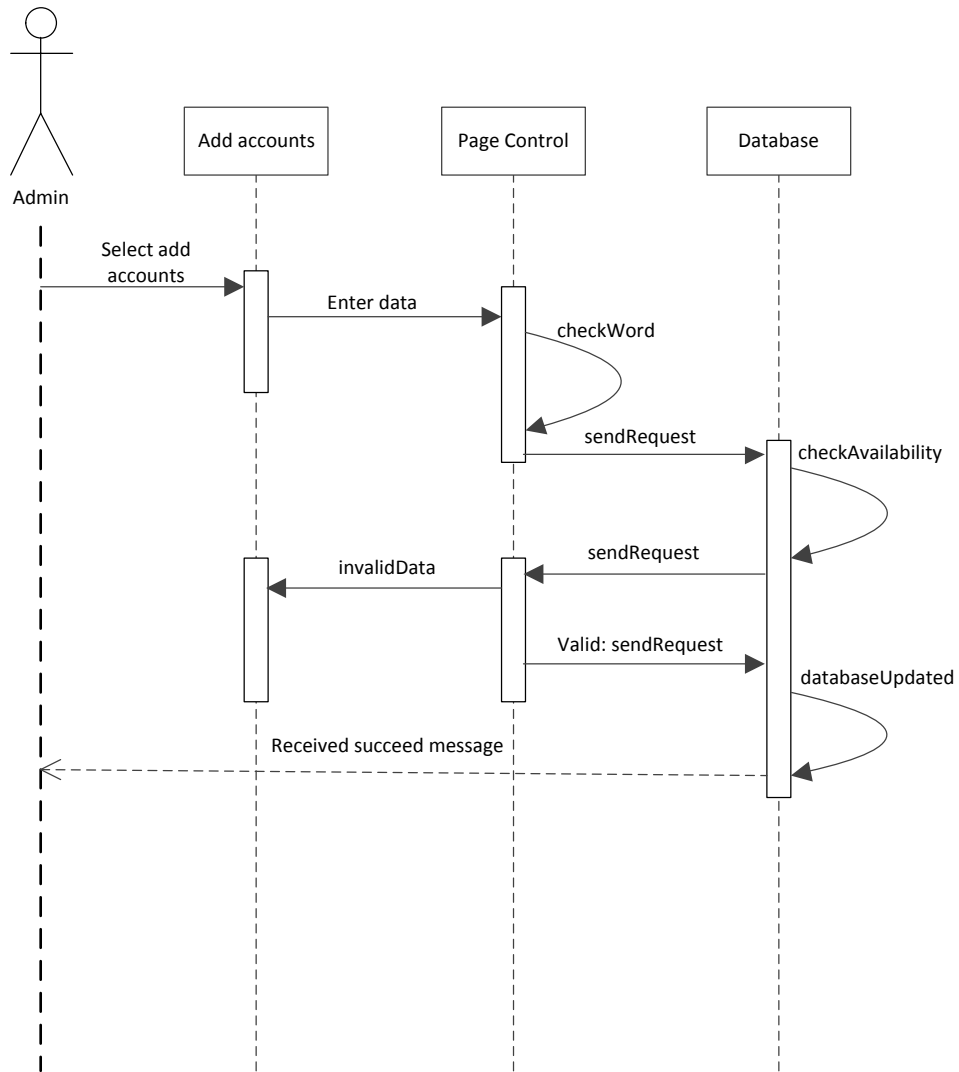 Add accounts
Page Control
Database
Admin
Select add
accounts
Enter data
checkWord
sendRequest
checkAvailability
sendRequest
invalidData
Valid: sendRequest
databaseUpdated
Received succeed message